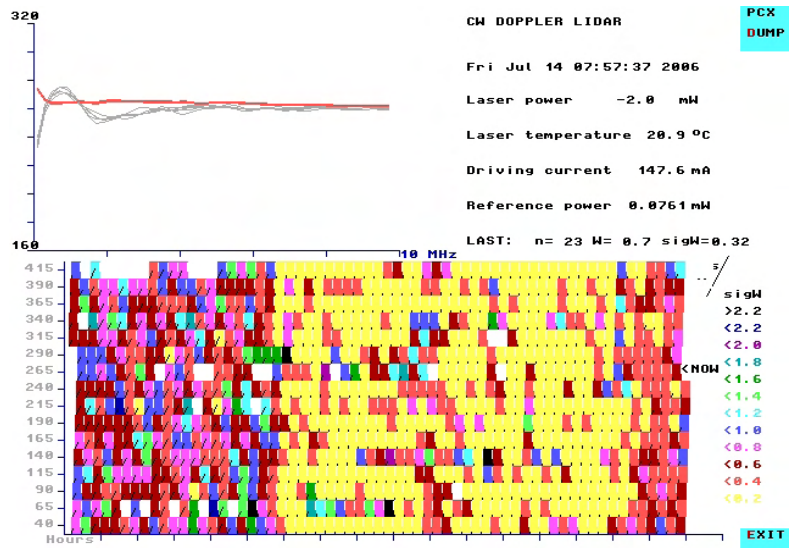 320
CW DOPPLER LIDAR
PCX
DUMP
Fri Jul 14 07:57:37 2006
Laser power -2.0 mW
Laser temperature 20.9 ºC
Driving current 147.6 mA
Reference power 0.0761 mW
LAST: n= 23 W= 0.7 sigW=0.32
160
10 MHz
415
390
365
340
315
290
265
240
215
190
165
140
115
90
65
40
Hours
<NOW
sigW
>2.2
<2.2
<2.0
<1.8
<1.6
<1.4
<1.2
<1.0
<0.8
<0.6
<0.4
<0.2
EXIT